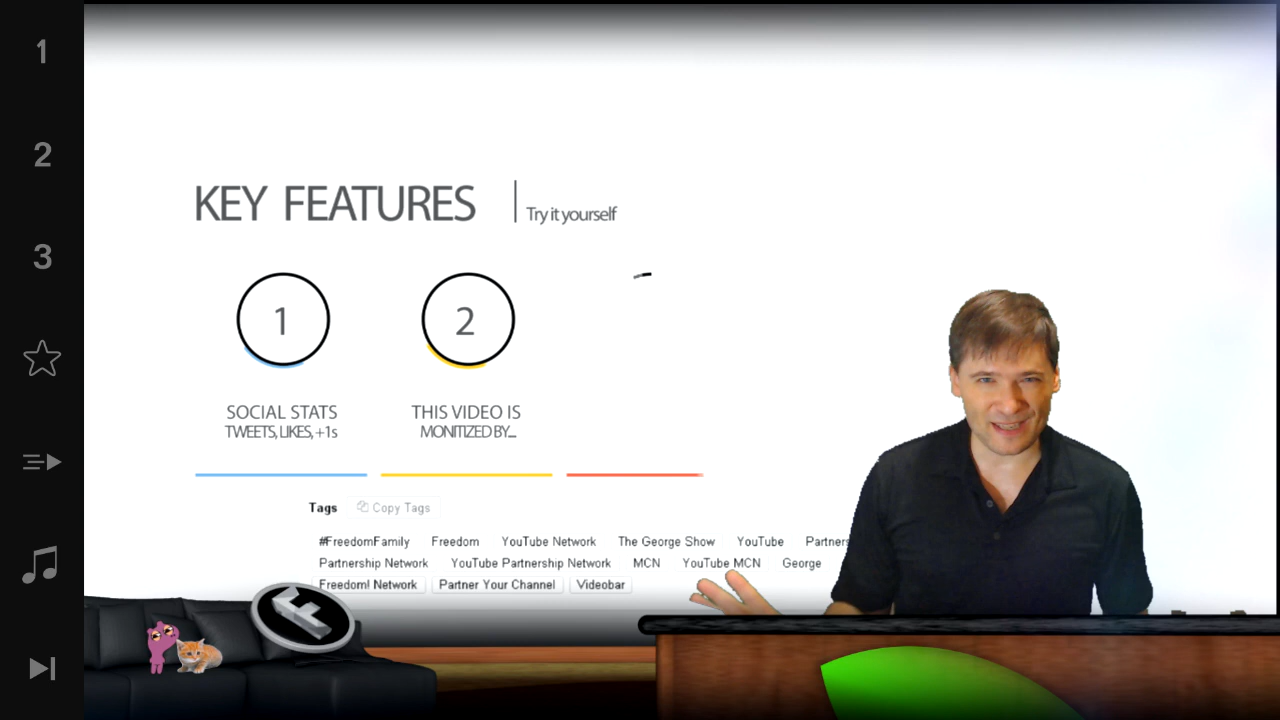 1
2
3
KEY FEATURES | Try it yourself
1
2
SOCIAL STATS
TWEETS, LIKES, +1s
THIS VIDEO IS
MONITIZED BY...
Tags Copy Tags
#FreedomFamily Freedom YouTube Network The George Show YouTube Partners
Partnership Network YouTube Partnership Network MCN YouTube MCN George
Freedom! Network Partner Your Channel Videobar
F